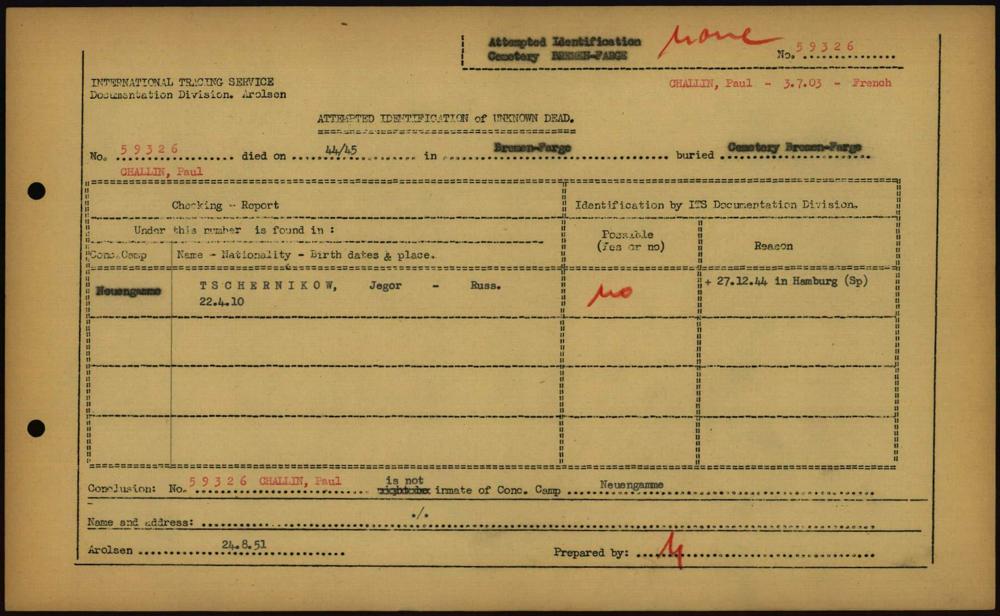 Attempted Identification
none
Cemetery BREMEN-FARGE
No. 59326
INTERNATIONAL TRACING SERVICE
Documentation Division. Arolsen
CHALLIN, Paul - 3.7.03 - French
ATTEMPTED IDENTIFICATION of UNKNOWN DEAD.
No. 59326 died on 44/45 in Bremen-Farge buried Cemetery Bremen-Farge
CHALLIN, Paul
Checking - Report
Identification by ITS Documentation Division.
Under this number is found in :
Conc.Camp
Name - Nationality - Birth dates & place.
Possible
(yes or no)
Reason
Neuengamme
TSCHERNIKOW, Jegor - Russ.
22.4.10
no
+ 27.12.44 in Hamburg (Sp)
Conclusion: No. 59326 CHALLIN, Paul is not inmate of Conc. Camp Neuengamme
Name and address: ./.
Arolsen 24.8.51
Prepared by: